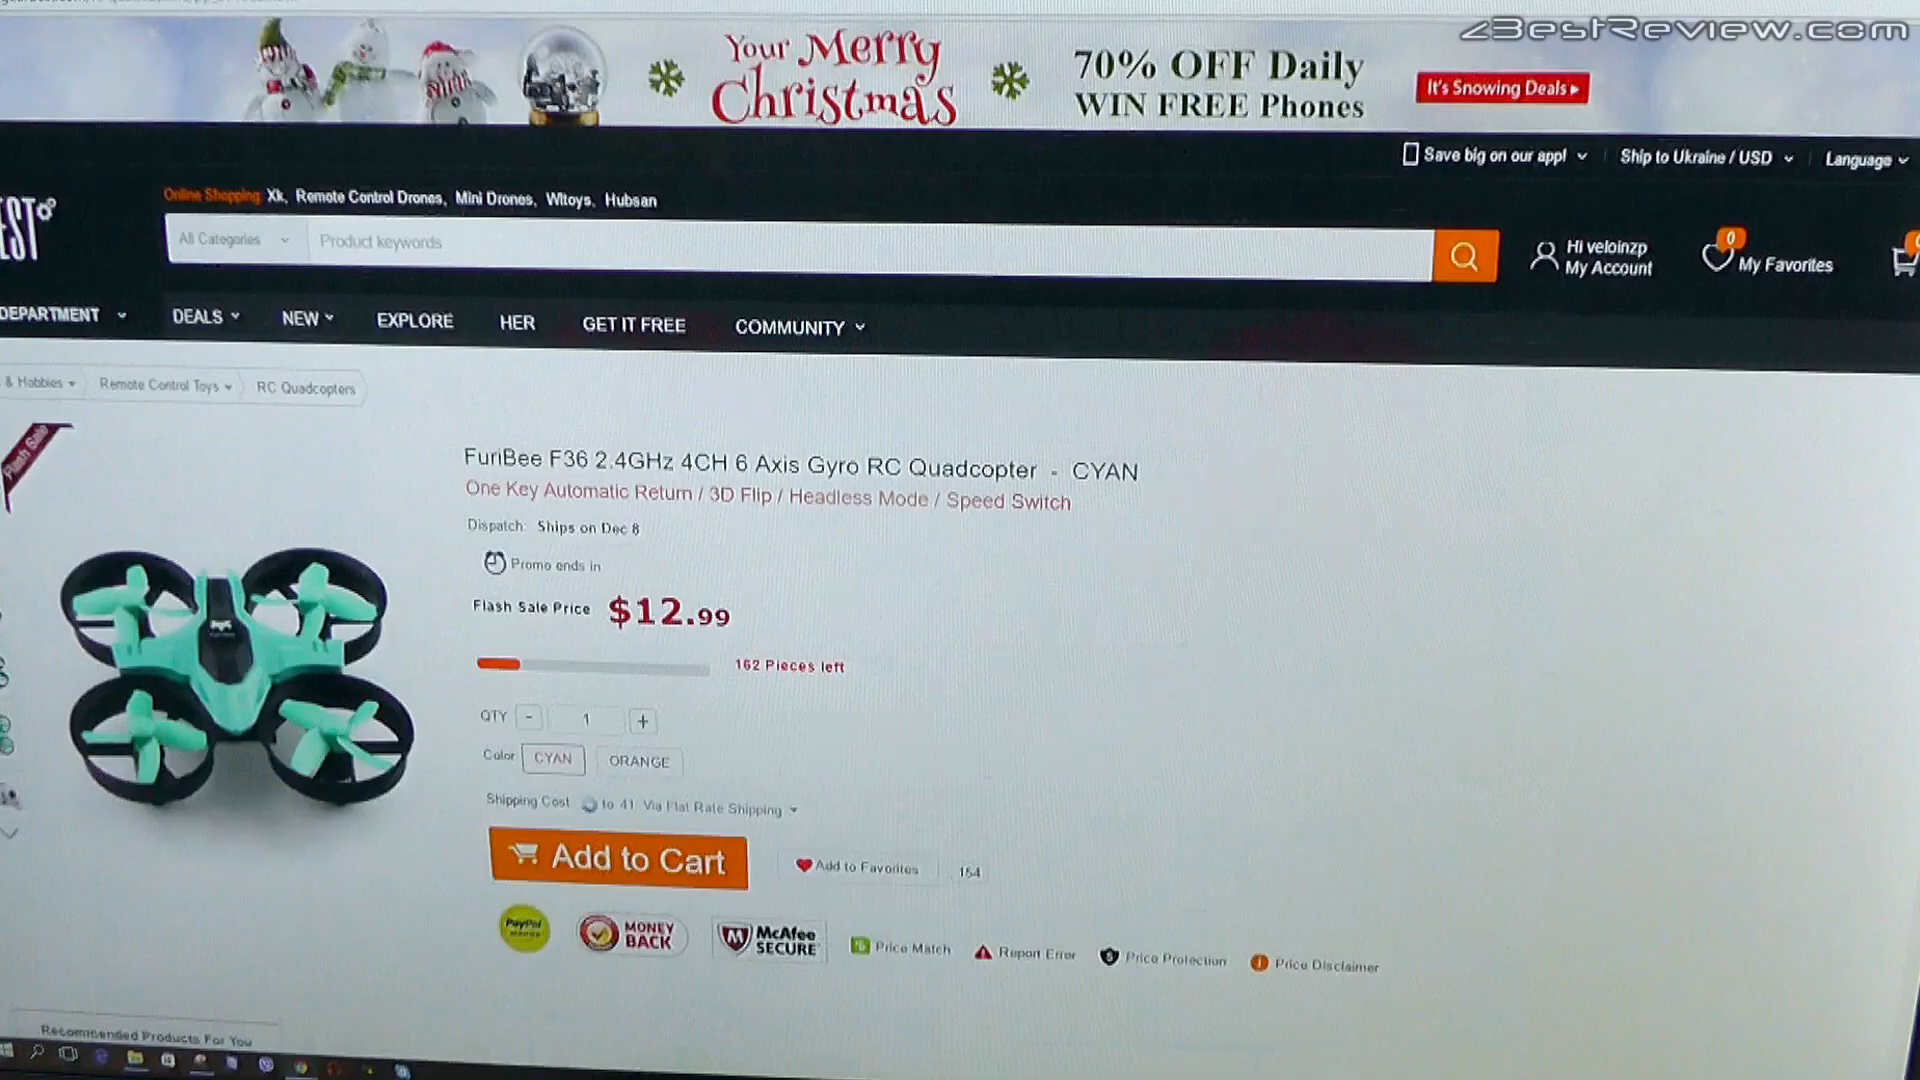 zBestReview.com
Your Merry Christmas
70% OFF Daily
WIN FREE Phones
It's Snowing Deals
Save big on our app!
Ship to Ukraine / USD
Language
Online Shopping Xk, Remote Control Drones, Mini Drones, Wltoys, Hubsan
EST
All Categories
Product keywords
Hi veloinzp
My Account
0
My Favorites
DEPARTMENT
DEALS
NEW
EXPLORE
HER
GET IT FREE
COMMUNITY
& Hobbies
Remote Control Toys
RC Quadcopters
Flash Sale
FuriBee F36 2.4GHz 4CH 6 Axis Gyro RC Quadcopter - CYAN
One Key Automatic Return / 3D Flip / Headless Mode / Speed Switch
Dispatch: Ships on Dec 8
Promo ends in
Flash Sale Price $12.99
162 Pieces left
QTY - 1 +
Color CYAN ORANGE
Shipping Cost to 41 Via Flat Rate Shipping
Add to Cart
Add to Favorites
154
PayPal
MONEY BACK
McAfee SECURE
Price Match
Report Error
Price Protection
Price Disclaimer
Recommended Products For You